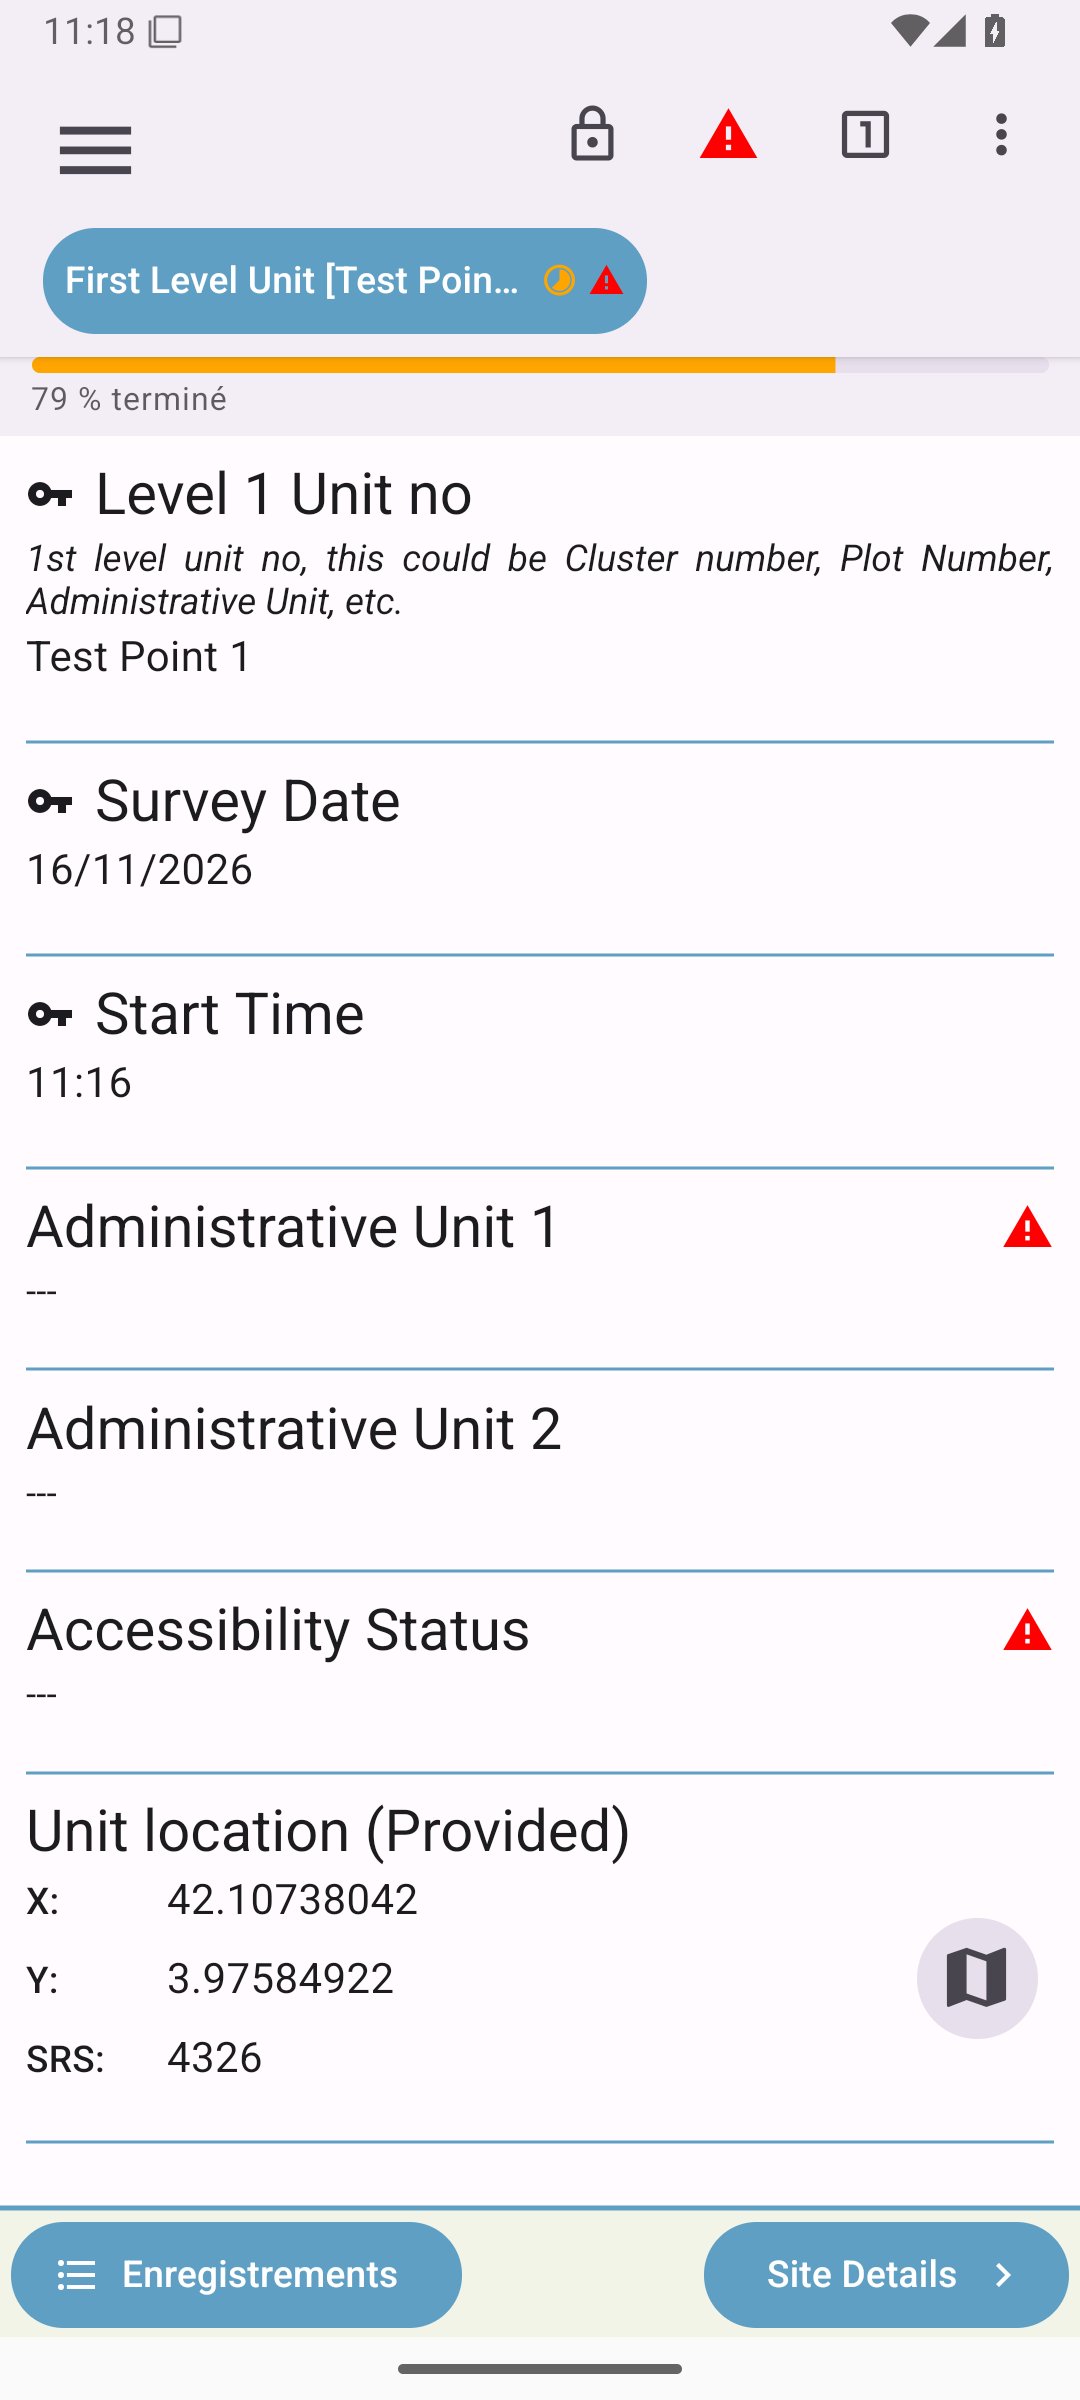 11:18
1
First Level Unit [Test Poin...
79 % terminé
Level 1 Unit no
1st level unit no, this could be Cluster number, Plot Number,
Administrative Unit, etc.
Test Point 1
Survey Date
16/11/2026
Start Time
11:16
Administrative Unit 1
---
Administrative Unit 2
---
Accessibility Status
---
Unit location (Provided)
X: 42.10738042
Y: 3.97584922
SRS: 4326
Enregistrements
Site Details